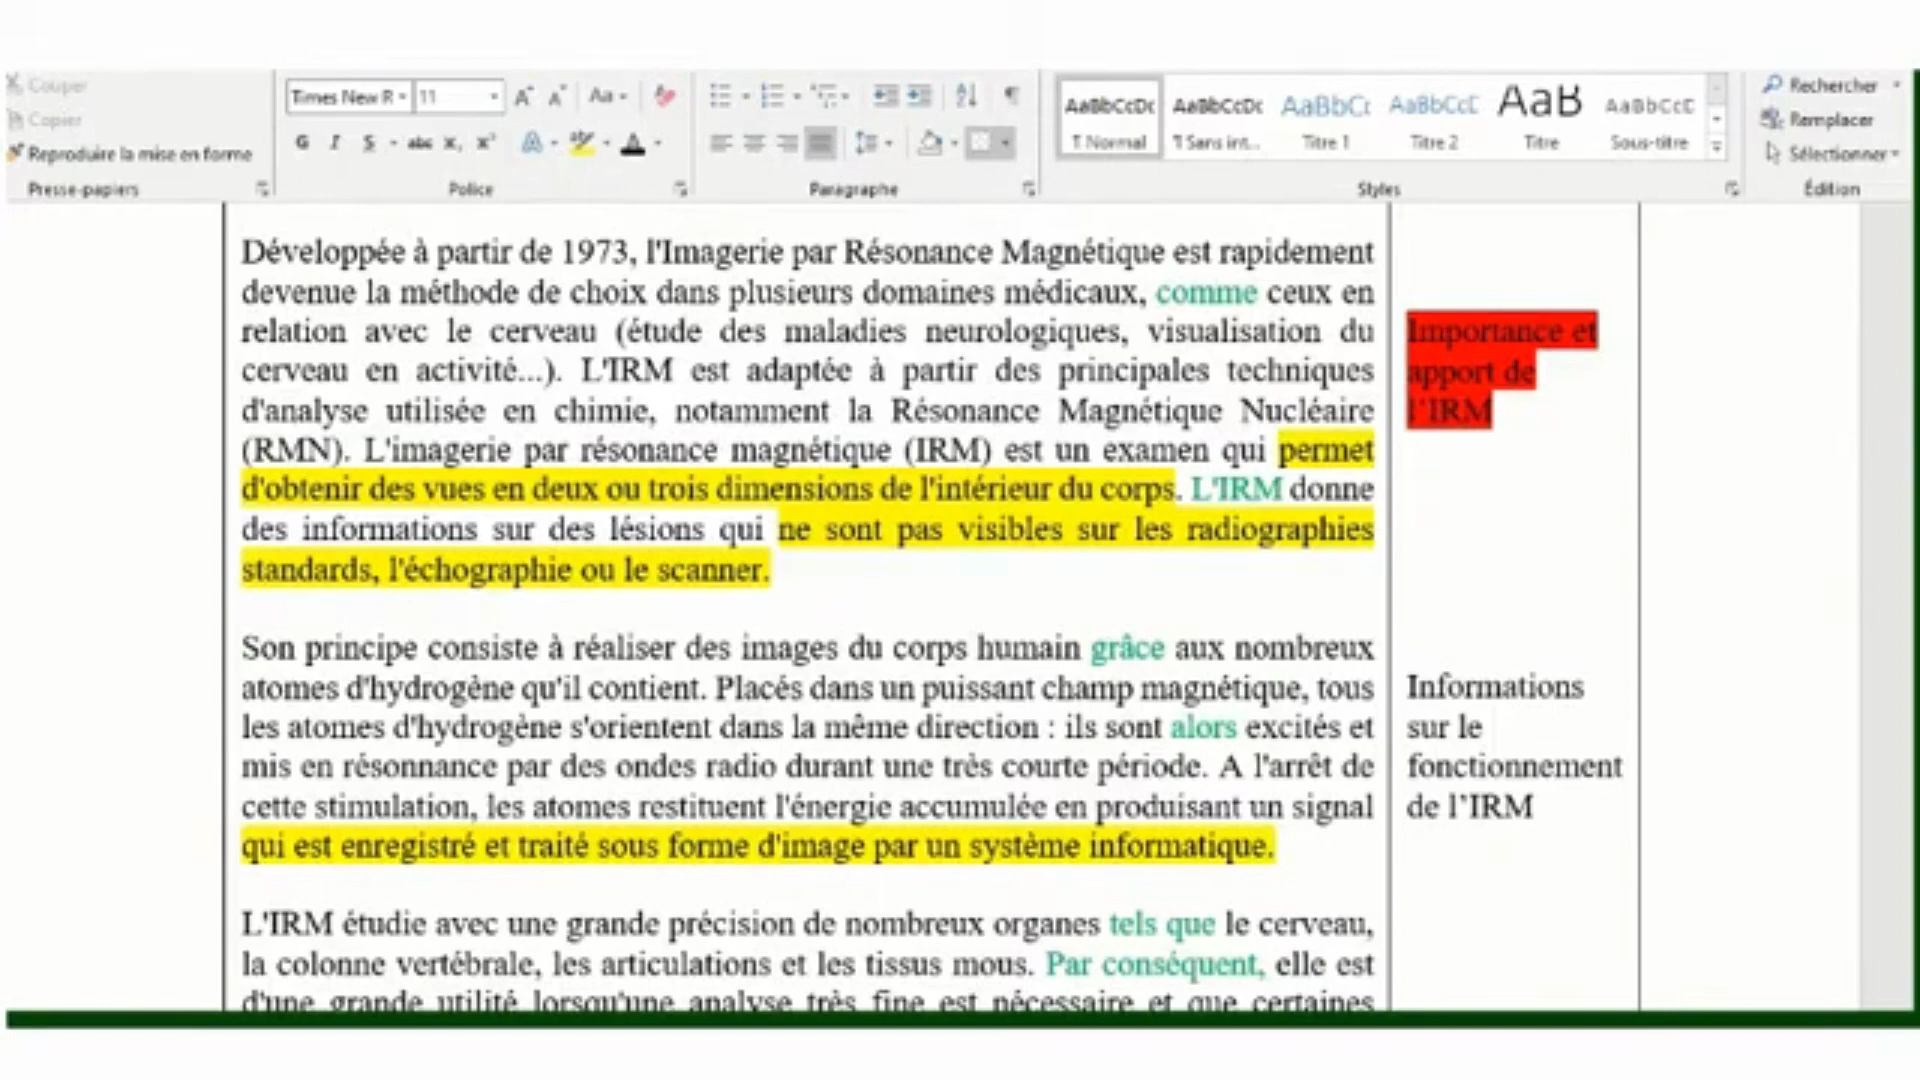 Couper
Copier
Reproduire la mise en forme
Presse-papiers
Times New R
11
Aa
G I S abc x, x'
A
Police
Paragraphe
AaBbCcDc
¶ Normal
AaBbCcDc
¶ Sans int...
AaBbCc
Titre 1
AaBbCcC
Titre 2
AaB
Titre
AaBbCcC
Sous-titre
Styles
Rechercher
Remplacer
Sélectionner
Édition
Développée à partir de 1973, l'Imagerie par Résonance Magnétique est rapidement
devenue la méthode de choix dans plusieurs domaines médicaux, comme ceux en
relation avec le cerveau (étude des maladies neurologiques, visualisation du
cerveau en activité...). L'IRM est adaptée à partir des principales techniques
d'analyse utilisée en chimie, notamment la Résonance Magnétique Nucléaire
(RMN). L'imagerie par résonance magnétique (IRM) est un examen qui permet
d'obtenir des vues en deux ou trois dimensions de l'intérieur du corps. L'IRM donne
des informations sur des lésions qui ne sont pas visibles sur les radiographies
standards, l'échographie ou le scanner.
Importance et
apport de
l'IRM
Son principe consiste à réaliser des images du corps humain grâce aux nombreux
atomes d'hydrogène qu'il contient. Placés dans un puissant champ magnétique, tous
les atomes d'hydrogène s'orientent dans la même direction : ils sont alors excités et
mis en résonnance par des ondes radio durant une très courte période. A l'arrêt de
cette stimulation, les atomes restituent l'énergie accumulée en produisant un signal
qui est enregistré et traité sous forme d'image par un système informatique.
Informations
sur le
fonctionnement
de l’IRM
L'IRM étudie avec une grande précision de nombreux organes tels que le cerveau,
la colonne vertébrale, les articulations et les tissus mous. Par conséquent, elle est
d'une grande utilité lorsqu'une analyse très fine est nécessaire et que certaines